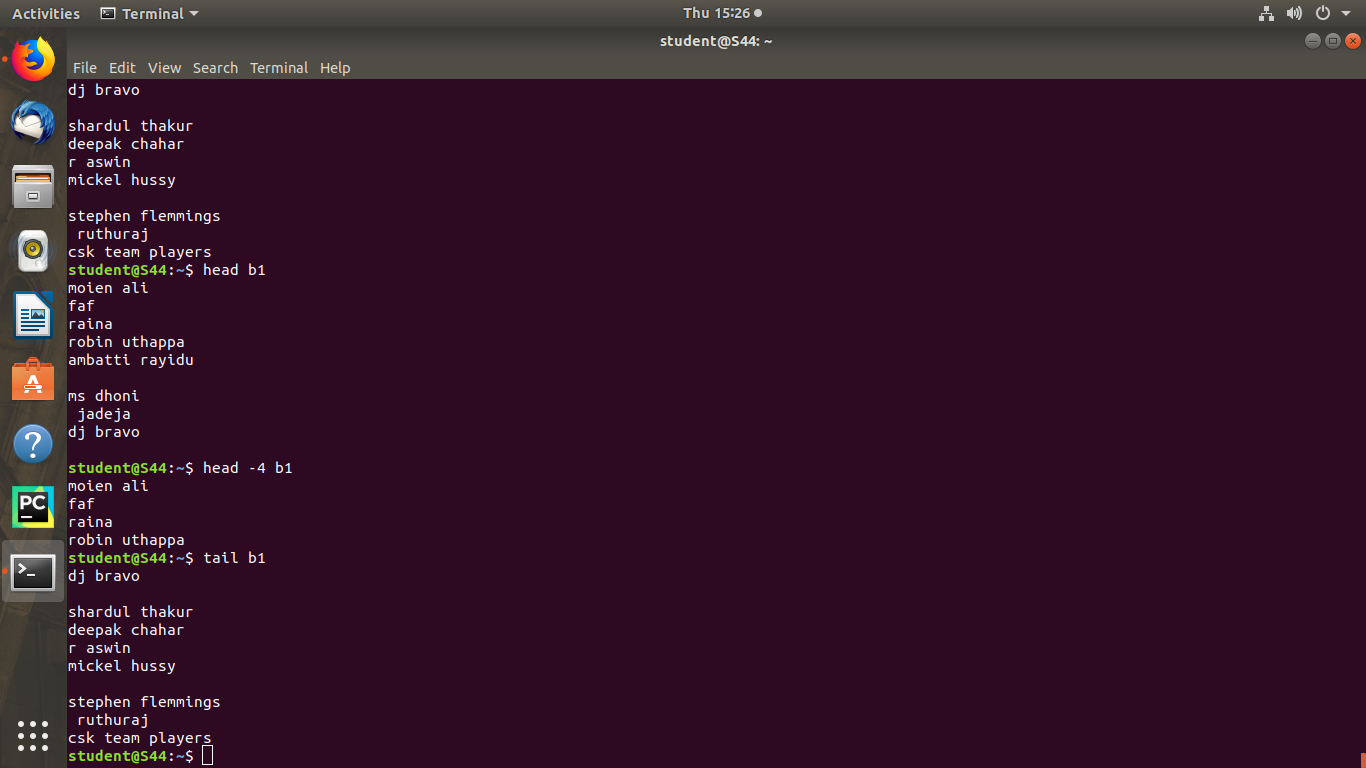 Activities Terminal Thu 15:26
student@S44: ~
File Edit View Search Terminal Help
dj bravo

shardul thakur
deepak chahar
r aswin
mickel hussy

stephen flemmings
 ruthuraj
csk team players
student@S44:~$ head b1
moien ali
faf
raina
robin uthappa
ambatti rayidu

ms dhoni
 jadeja
dj bravo

student@S44:~$ head -4 b1
moien ali
faf
raina
robin uthappa
student@S44:~$ tail b1
dj bravo

shardul thakur
deepak chahar
r aswin
mickel hussy

stephen flemmings
 ruthuraj
csk team players
student@S44:~$
A
?
PC
>_